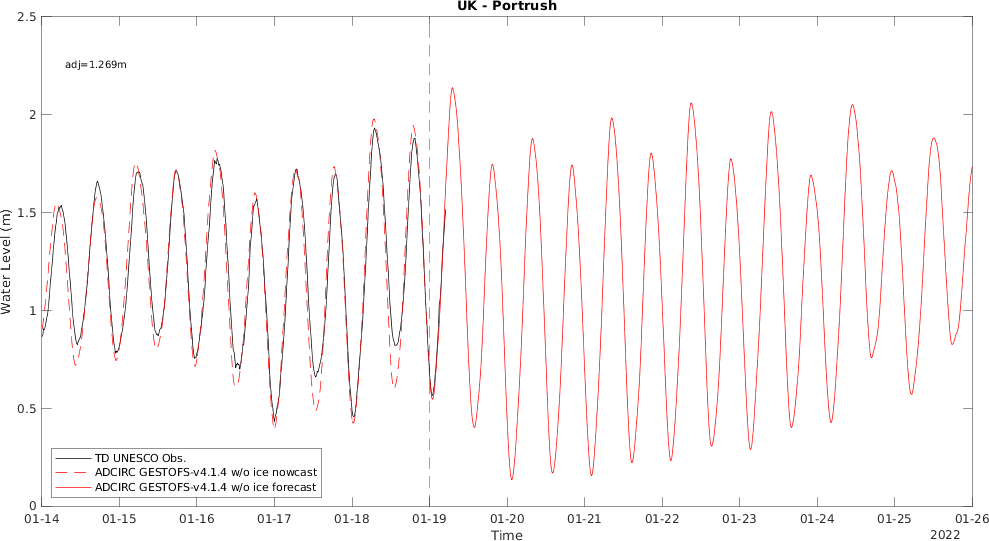 UK - Portrush
adj=1.269m
Water Level (m)
2.5
2
1.5
1
0.5
0
TD UNESCO Obs.
ADCIRC GESTOFS-v4.1.4 w/o ice nowcast
ADCIRC GESTOFS-v4.1.4 w/o ice forecast
01-14 01-15 01-16 01-17 01-18 01-19 01-20 01-21 01-22 01-23 01-24 01-25 01-26
Time
2022